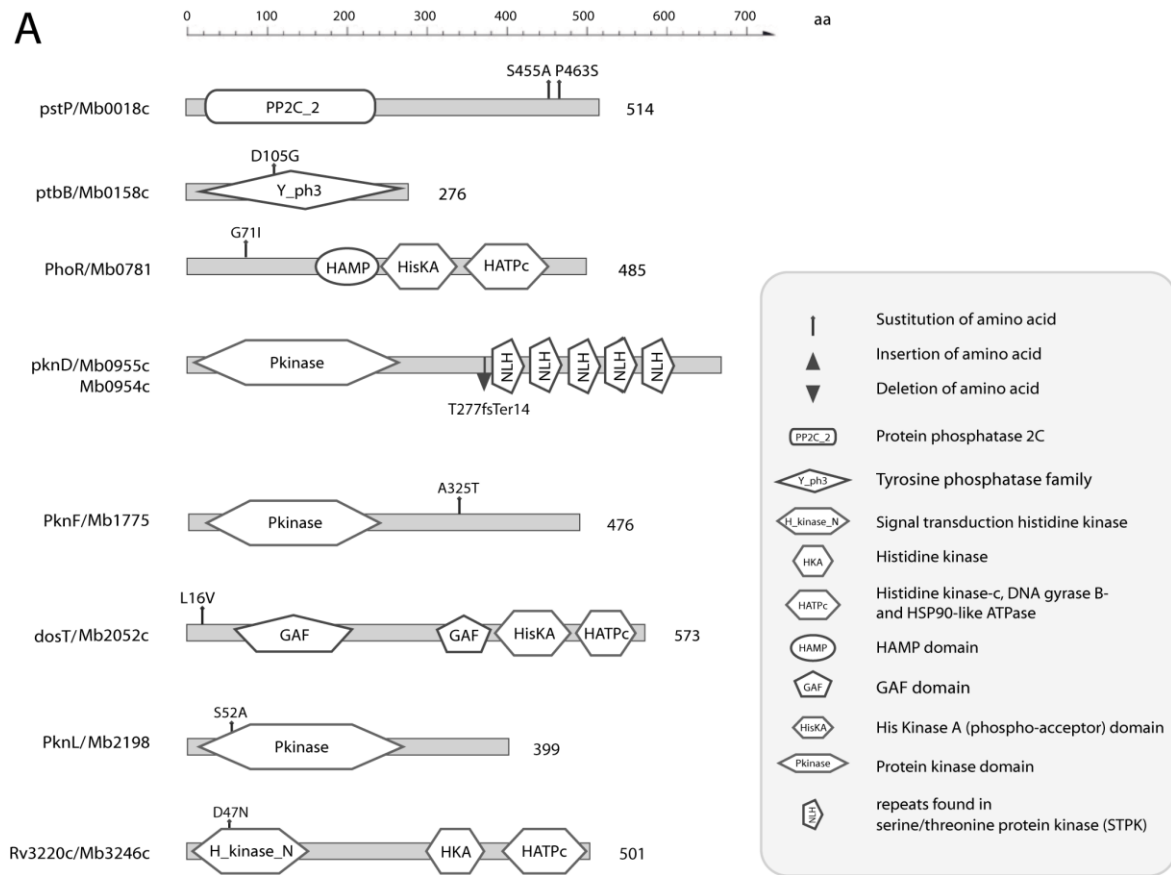 A
0 100 200 300 400 500 600 700 aa
S455A P463S
pstP/Mb0018c PP2C_2 514
D105G
ptbB/Mb0158c Y_ph3 276
G71I
PhoR/Mb0781 HAMP HisKA HATPc 485
pknD/Mb0955c Pkinase NLH NLH NLH NLH NLH
Mb0954c
T277fsTer14
A325T
PknF/Mb1775 Pkinase 476
L16V
dosT/Mb2052c GAF GAF HisKA HATPc 573
S52A
PknL/Mb2198 Pkinase 399
D47N
Rv3220c/Mb3246c H_kinase_N HKA HATPc 501
Sustitution of amino acid
Insertion of amino acid
Deletion of amino acid
PP2C_2 Protein phosphatase 2C
Y_ph3 Tyrosine phosphatase family
H_kinase_N Signal transduction histidine kinase
HKA Histidine kinase
HATPc Histidine kinase-c, DNA gyrase B-
and HSP90-like ATPase
HAMP HAMP domain
GAF GAF domain
HisKA His Kinase A (phospho-acceptor) domain
Pkinase Protein kinase domain
NLH repeats found in
serine/threonine protein kinase (STPK)